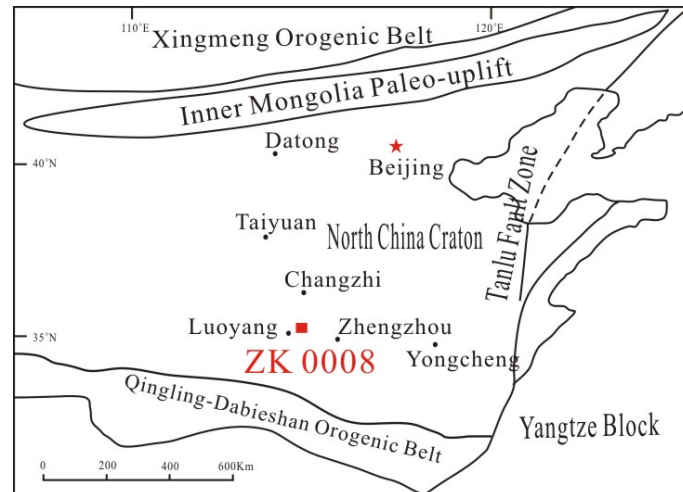 110°E
120°E
Xingmeng Orogenic Belt
Inner Mongolia Paleo-uplift
Datong
40°N
Beijing
Tanlu Fault Zone
Taiyuan
North China Craton
Changzhi
Luoyang
Zhengzhou
35°N
ZK 0008
Yongcheng
Qingling-Dabieshan Orogenic Belt
Yangtze Block
0 200 400 600Km